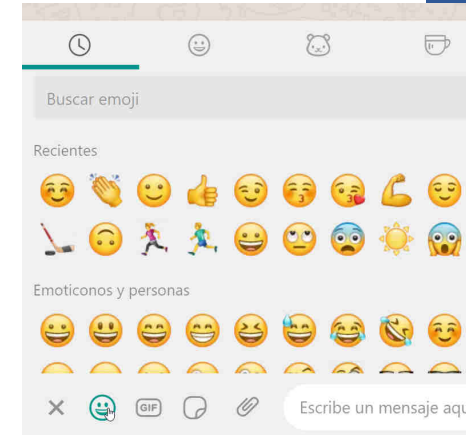 Buscar emoji
Recientes
Emoticonos y personas
GIF
Escribe un mensaje aqu